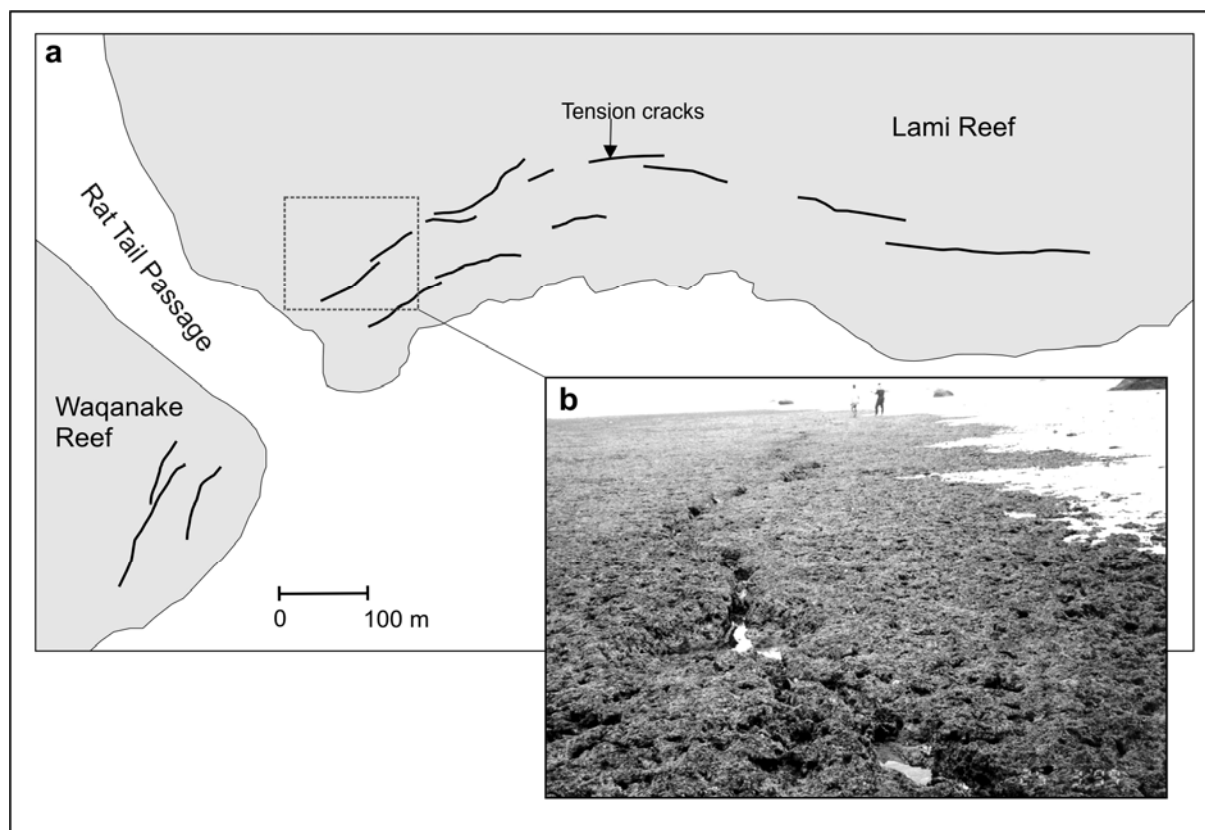 a
Tension cracks
Lami Reef
Rat Tail Passage
Waqanake
Reef
0 100 m
b